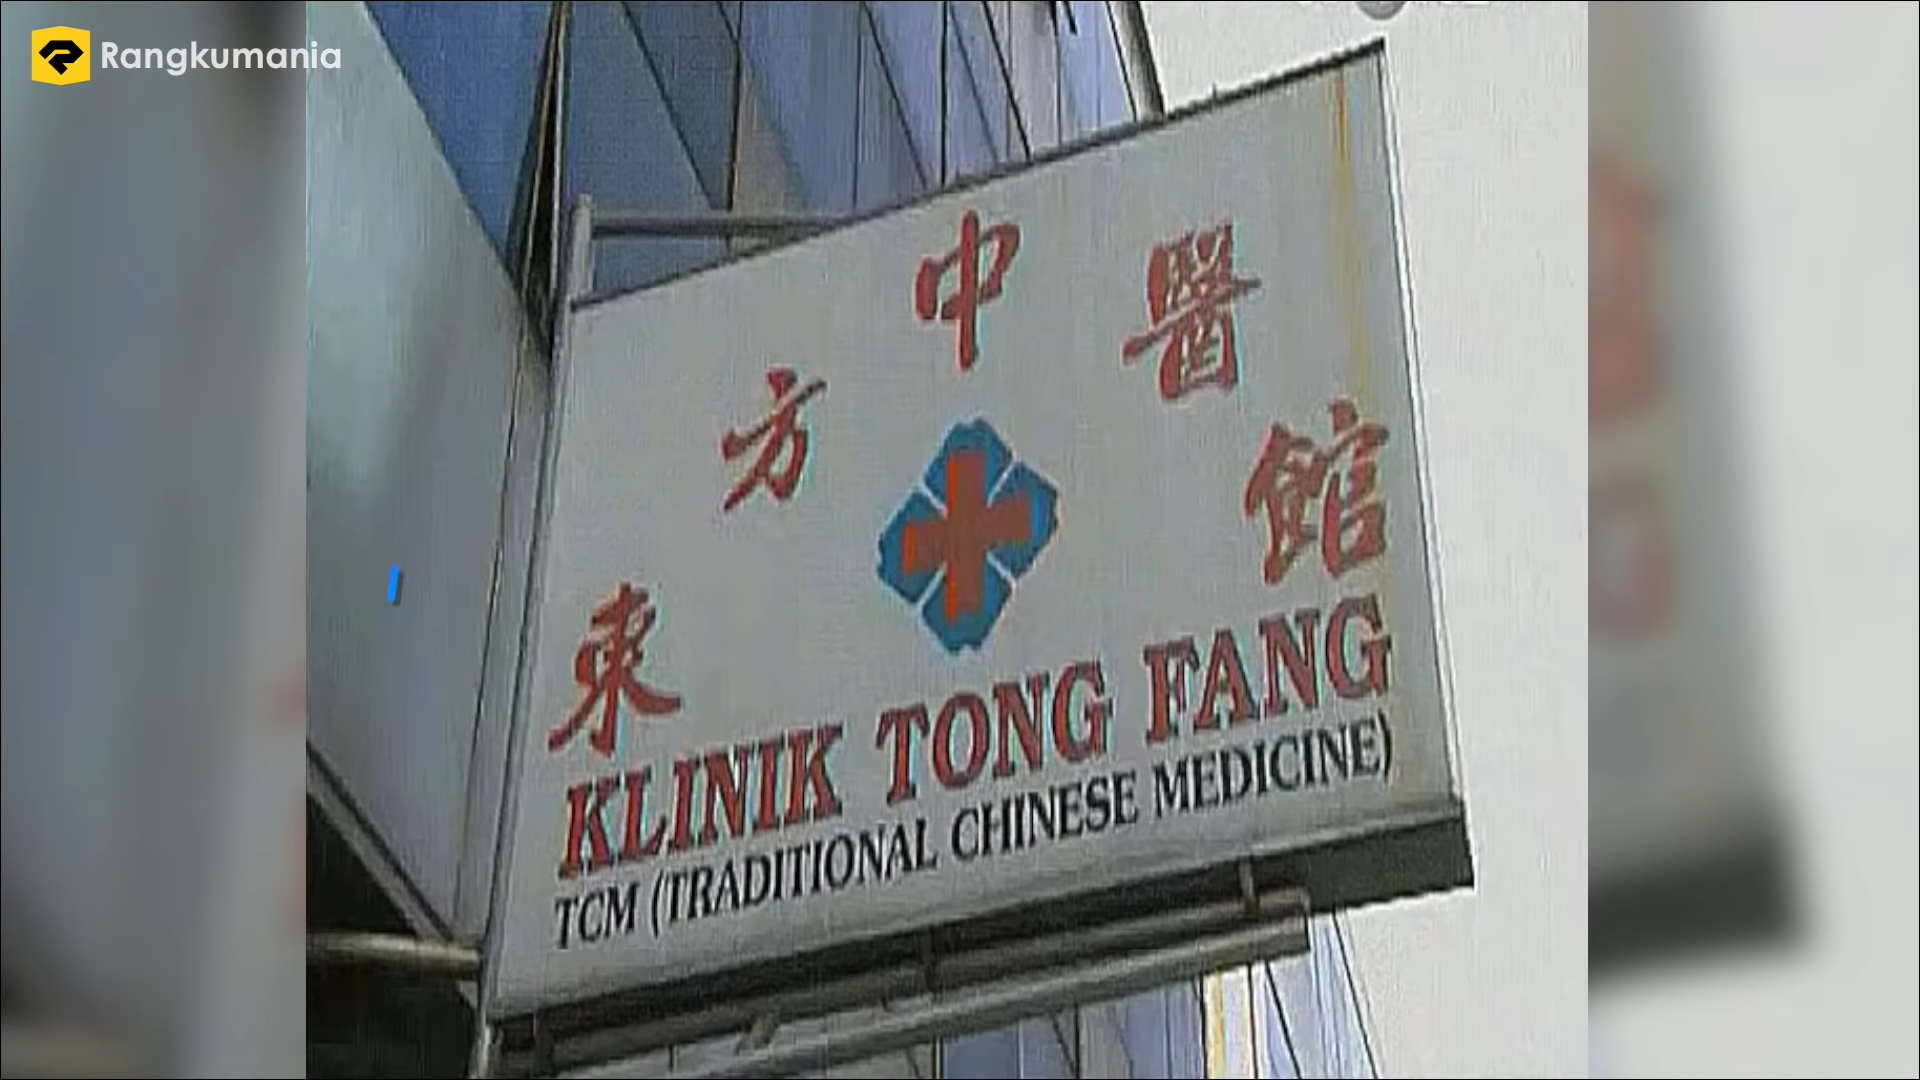 Rangkumania
東方中醫館
KLINIK TONG FANG
TCM (TRADITIONAL CHINESE MEDICINE)